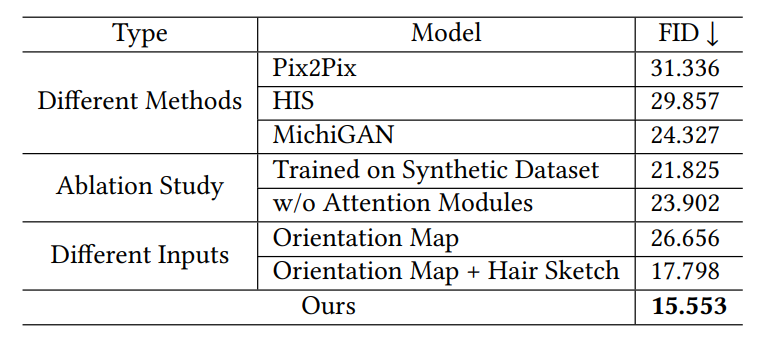 Type Model FID ↓
Different Methods Pix2Pix 31.336
HIS 29.857
MichiGAN 24.327
Ablation Study Trained on Synthetic Dataset 21.825
w/o Attention Modules 23.902
Different Inputs Orientation Map 26.656
Orientation Map + Hair Sketch 17.798
Ours 15.553